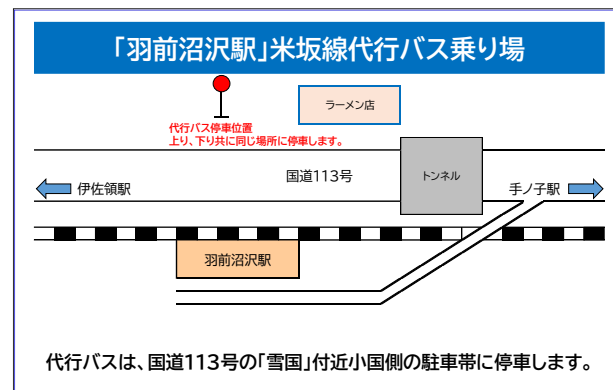 「羽前沼沢駅」米坂線代行バス乗り場
ラーメン店
代行バス停車位置
上り、下り共に同じ場所に停車します。
国道113号
トンネル
伊佐領駅
手ノ子駅
羽前沼沢駅
代行バスは、国道113号の「雪国」付近小国側の駐車帯に停車します。